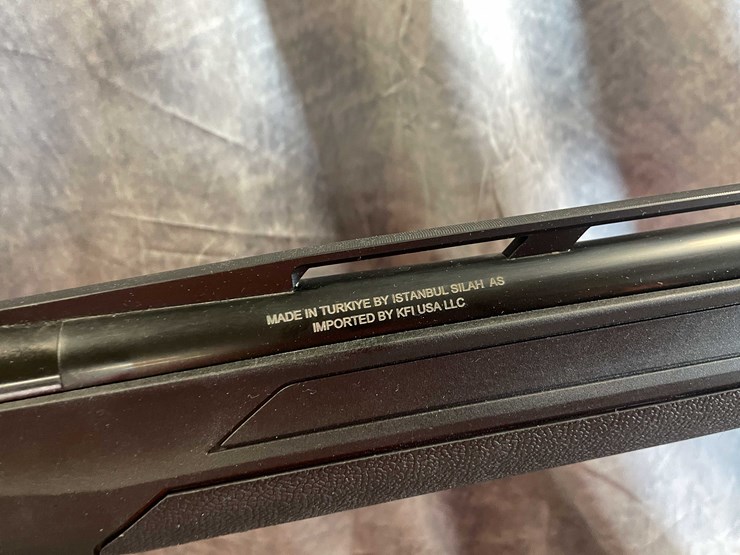 MADE IN TURKIYE BY ISTANBUL SILAH AS
IMPORTED BY KFI USA LLC